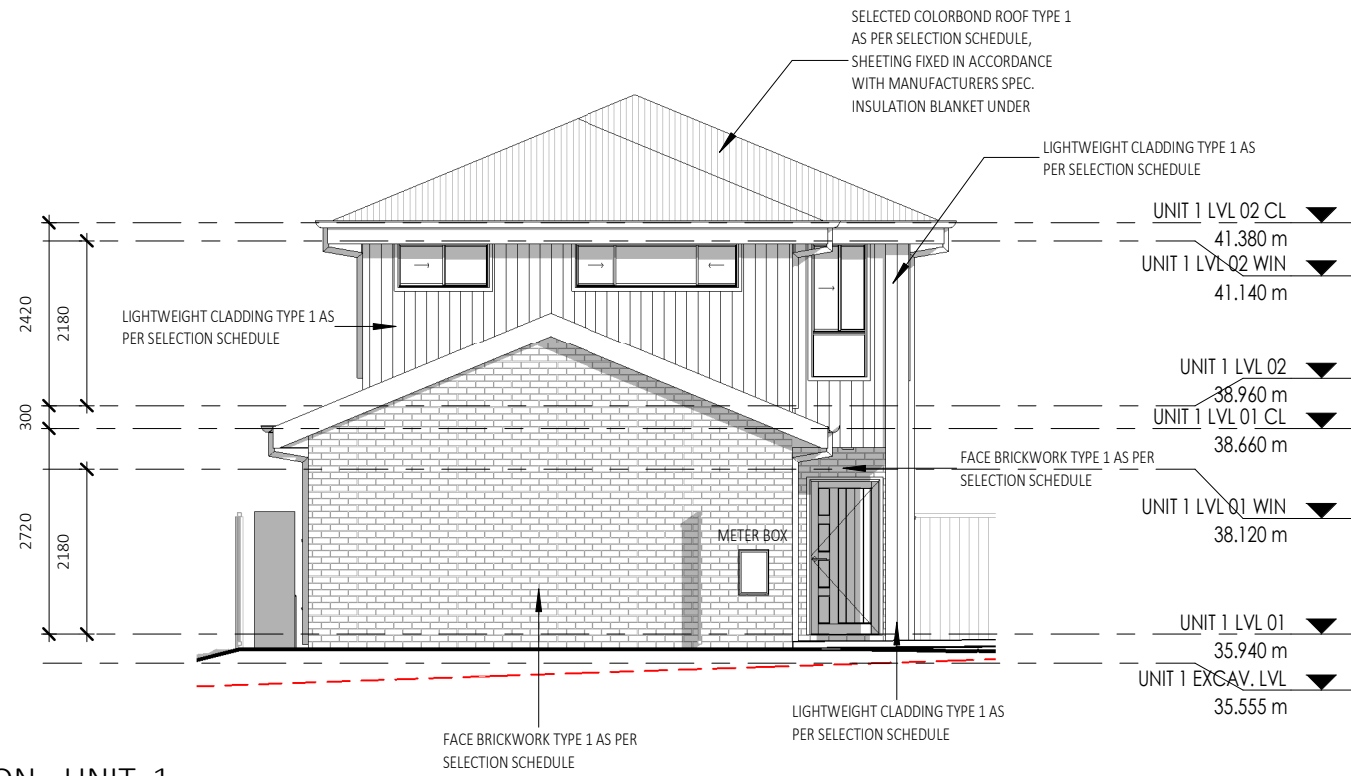 SELECTED COLORBOND ROOF TYPE 1
AS PER SELECTION SCHEDULE,
SHEETING FIXED IN ACCORDANCE
WITH MANUFACTURERS SPEC.
INSULATION BLANKET UNDER
LIGHTWEIGHT CLADDING TYPE 1 AS
PER SELECTION SCHEDULE
UNIT 1 LVL 02 CL
41.380 m
UNIT 1 LVL 02 WIN
41.140 m
2420
2180
LIGHTWEIGHT CLADDING TYPE 1 AS
PER SELECTION SCHEDULE
UNIT 1 LVL 02
38.960 m
300
UNIT 1 LVL 01 CL
38.660 m
FACE BRICKWORK TYPE 1 AS PER
SELECTION SCHEDULE
UNIT 1 LVL 01 WIN
38.120 m
2720
2180
METER BOX
UNIT 1 LVL 01
35.940 m
UNIT 1 EXCAV. LVL
35.555 m
LIGHTWEIGHT CLADDING TYPE 1 AS
PER SELECTION SCHEDULE
FACE BRICKWORK TYPE 1 AS PER
SELECTION SCHEDULE
UNIT 1